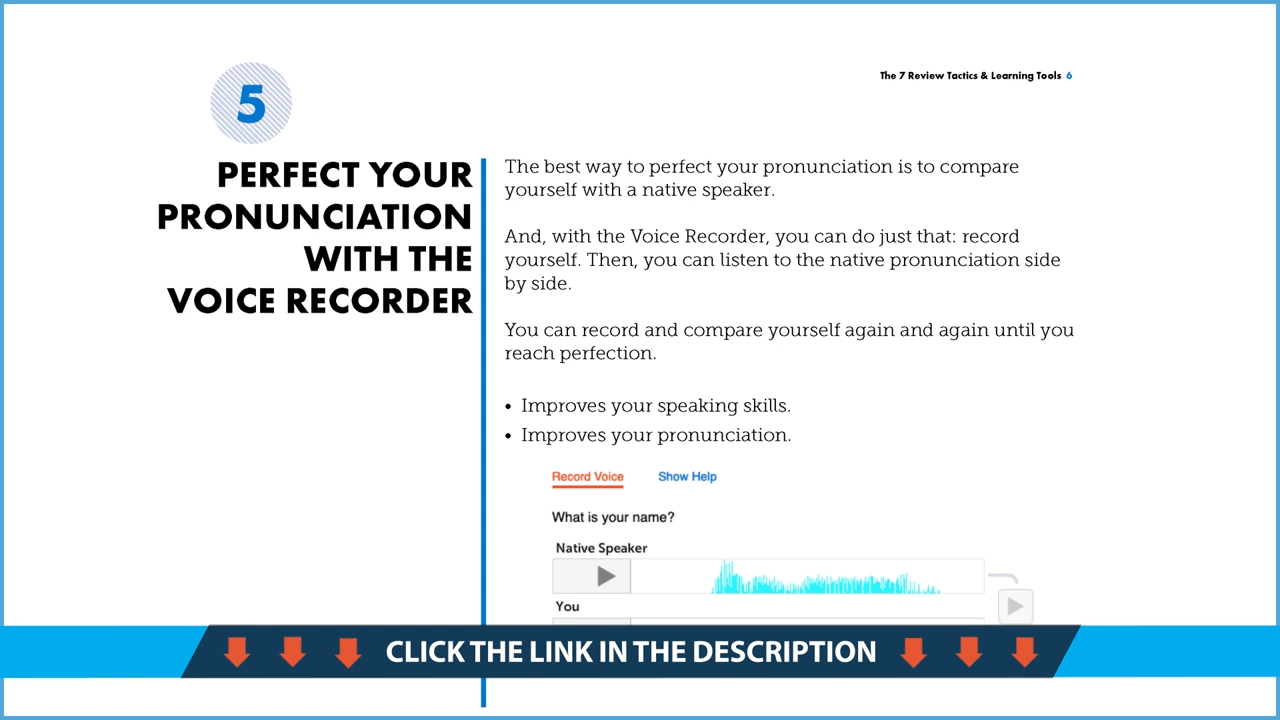 The 7 Review Tactics & Learning Tools 6
5
PERFECT YOUR
PRONUNCIATION
WITH THE
VOICE RECORDER
The best way to perfect your pronunciation is to compare
yourself with a native speaker.
And, with the Voice Recorder, you can do just that: record
yourself. Then, you can listen to the native pronunciation side
by side.
You can record and compare yourself again and again until you
reach perfection.
• Improves your speaking skills.
• Improves your pronunciation.
Record Voice Show Help
What is your name?
Native Speaker
You
CLICK THE LINK IN THE DESCRIPTION